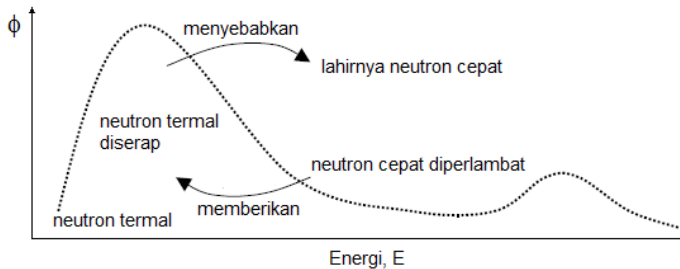 ϕ
menyebabkan
lahirnya neutron cepat
neutron termal
diserap
neutron cepat diperlambat
memberikan
neutron termal
Energi, E